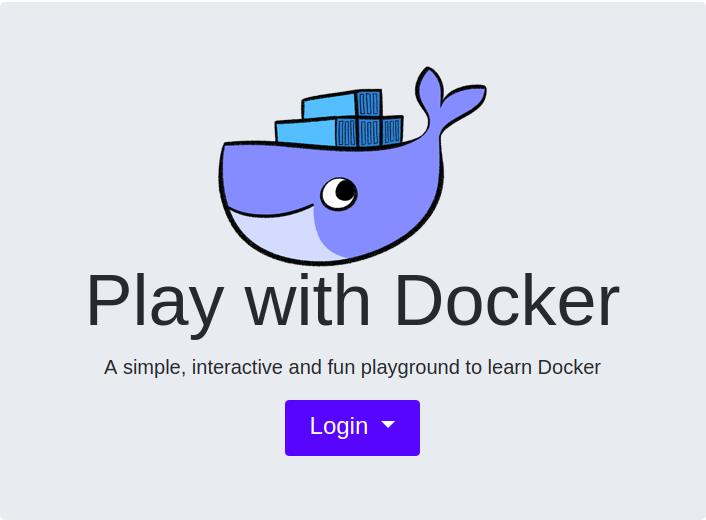 Play with Docker
A simple, interactive and fun playground to learn Docker
Login